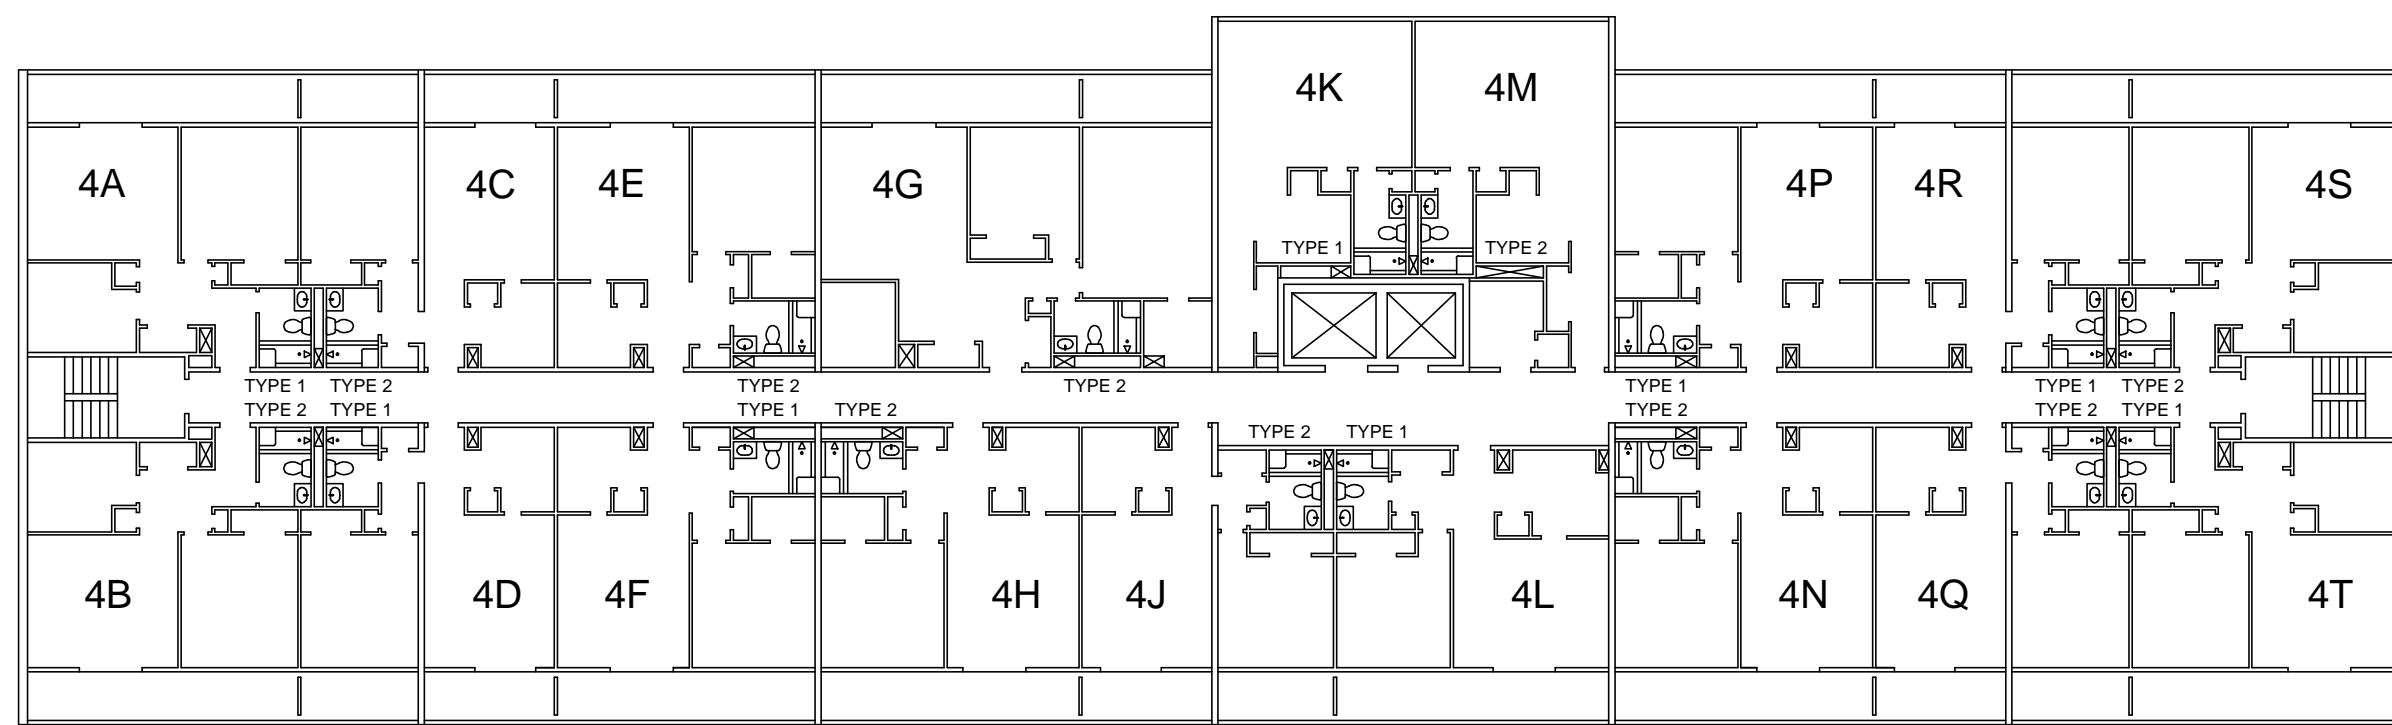 4K 4M
4A 4C 4E 4G 4P 4R 4S
TYPE 1 TYPE 2
TYPE 1 TYPE 2 TYPE 2 TYPE 2 TYPE 1 TYPE 1 TYPE 2
TYPE 2 TYPE 1 TYPE 1 TYPE 2 TYPE 2 TYPE 2 TYPE 1
TYPE 2 TYPE 1
4B 4D 4F 4H 4J 4L 4N 4Q 4T